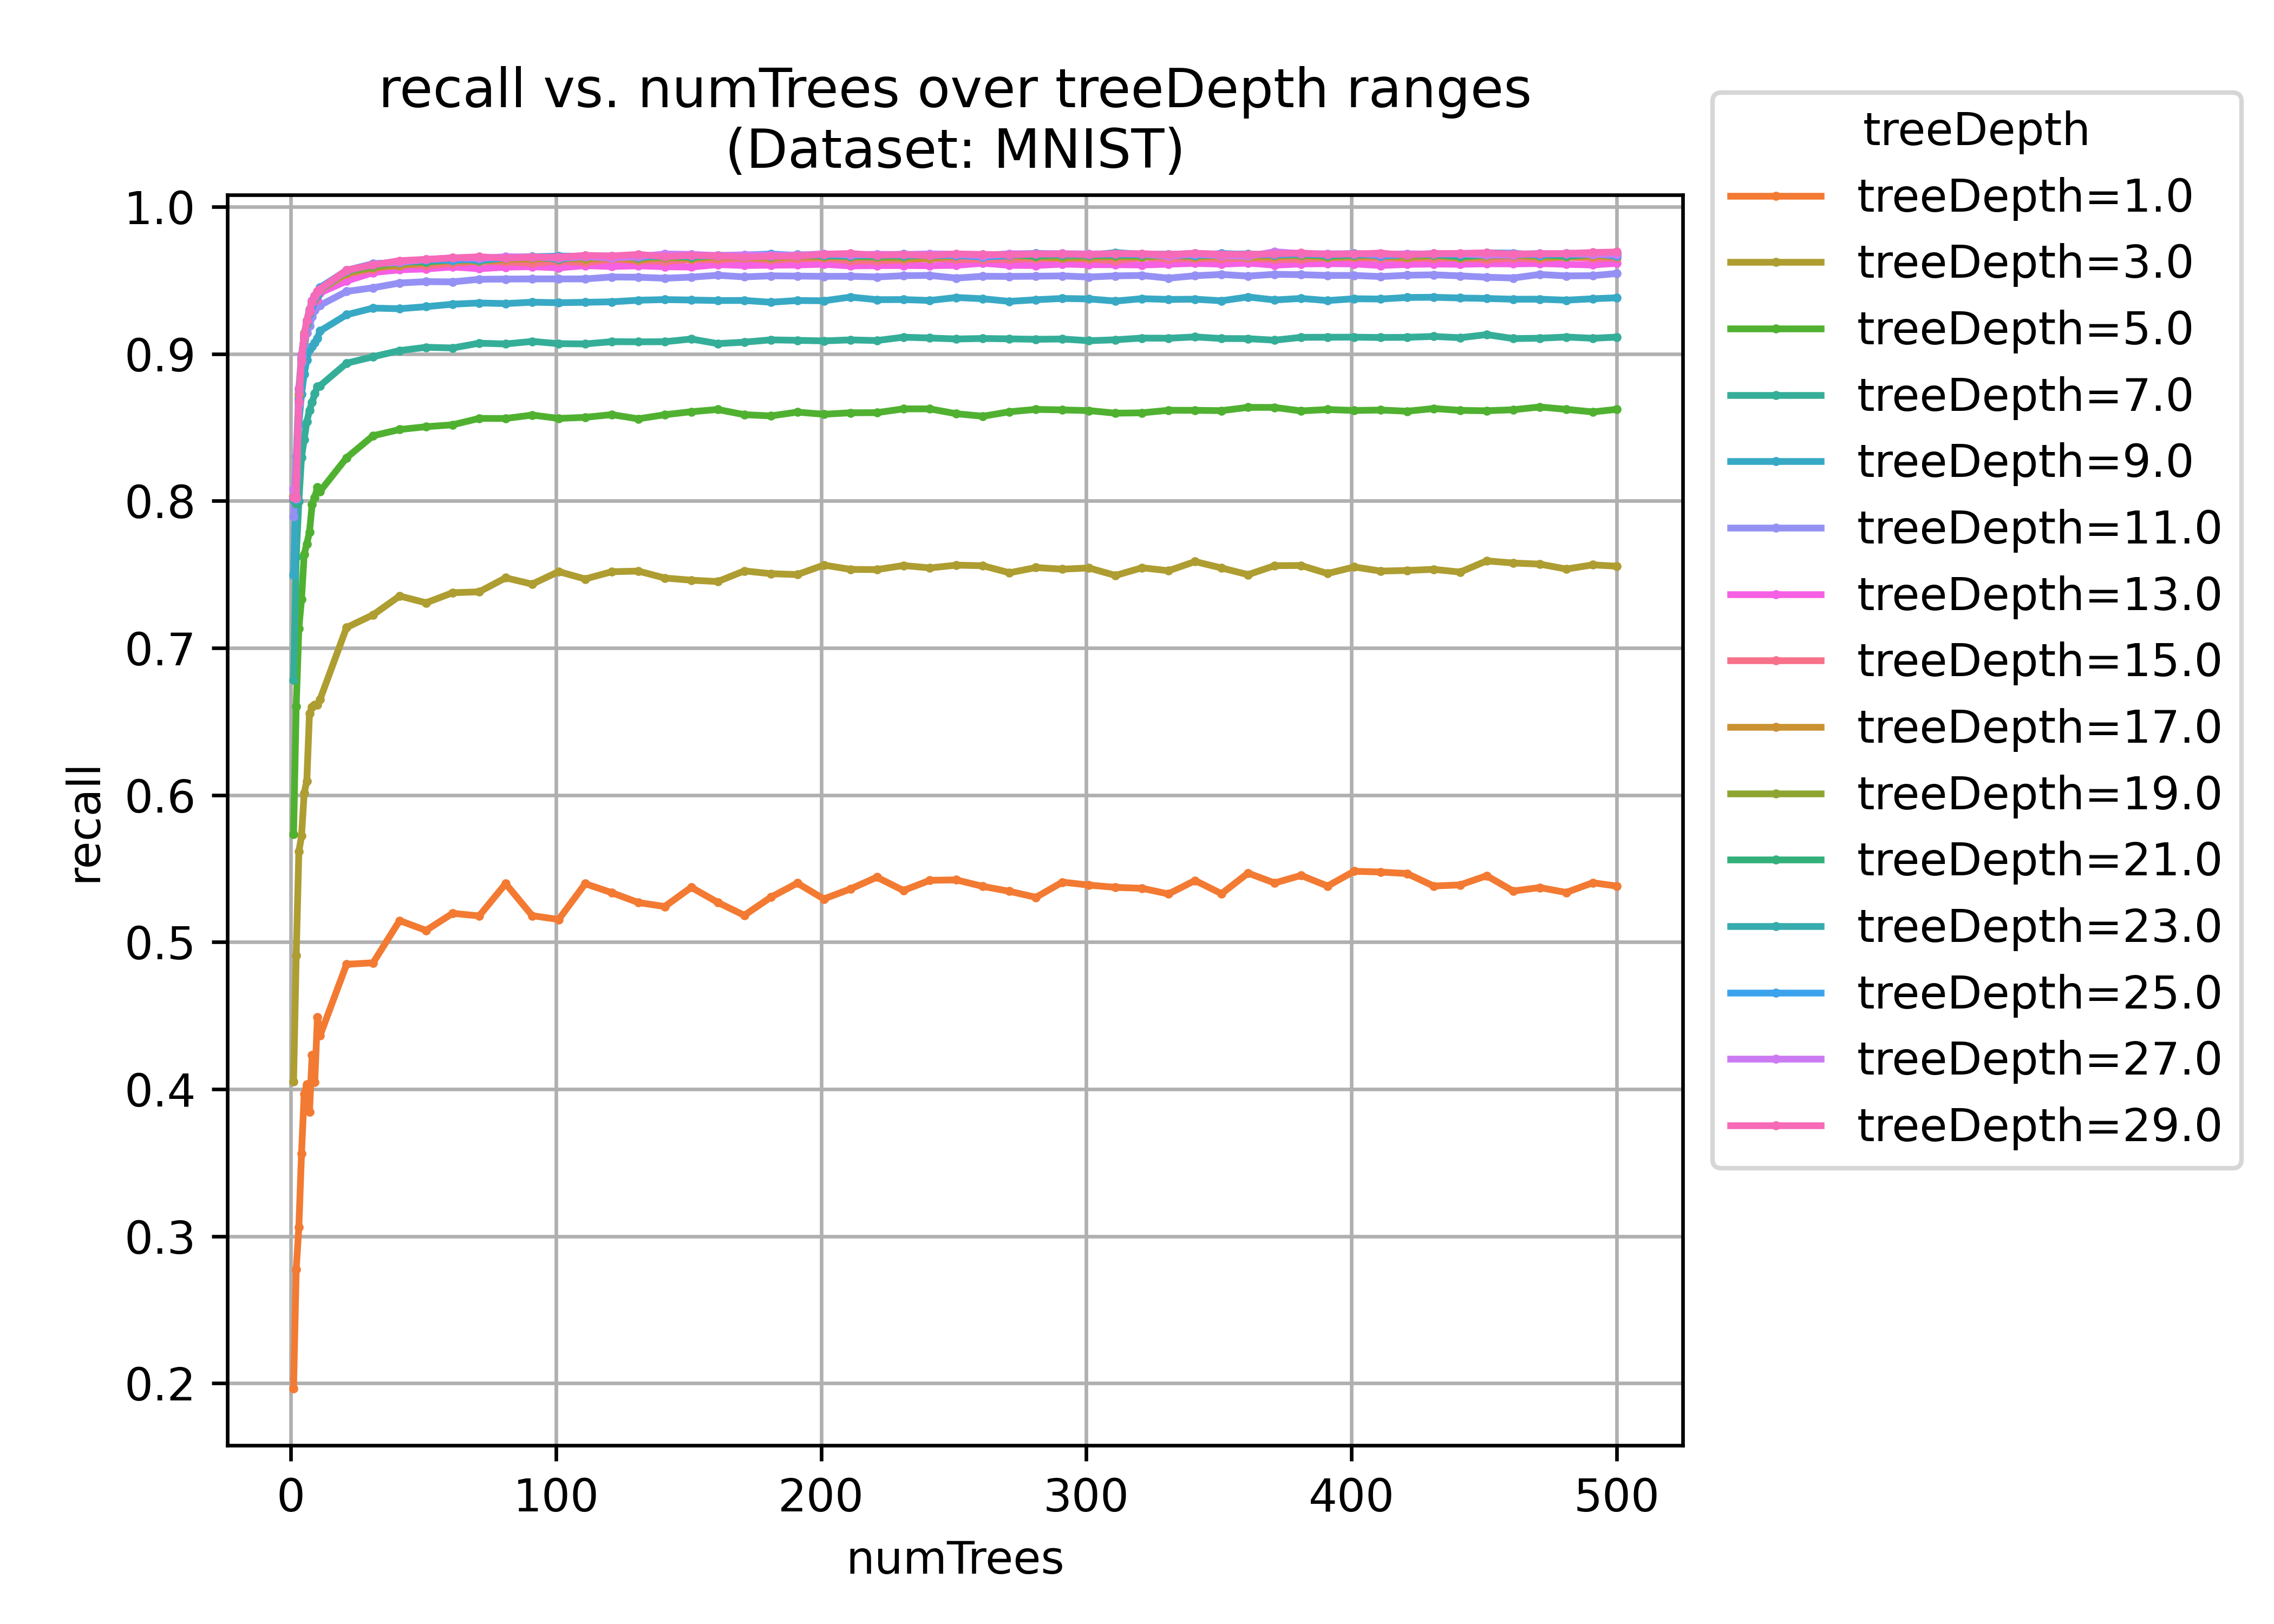 recall vs. numTrees over treeDepth ranges
(Dataset: MNIST)
recall
1.0
0.9
0.8
0.7
0.6
0.5
0.4
0.3
0.2
0 100 200 300 400 500
numTrees
treeDepth
treeDepth=1.0
treeDepth=3.0
treeDepth=5.0
treeDepth=7.0
treeDepth=9.0
treeDepth=11.0
treeDepth=13.0
treeDepth=15.0
treeDepth=17.0
treeDepth=19.0
treeDepth=21.0
treeDepth=23.0
treeDepth=25.0
treeDepth=27.0
treeDepth=29.0